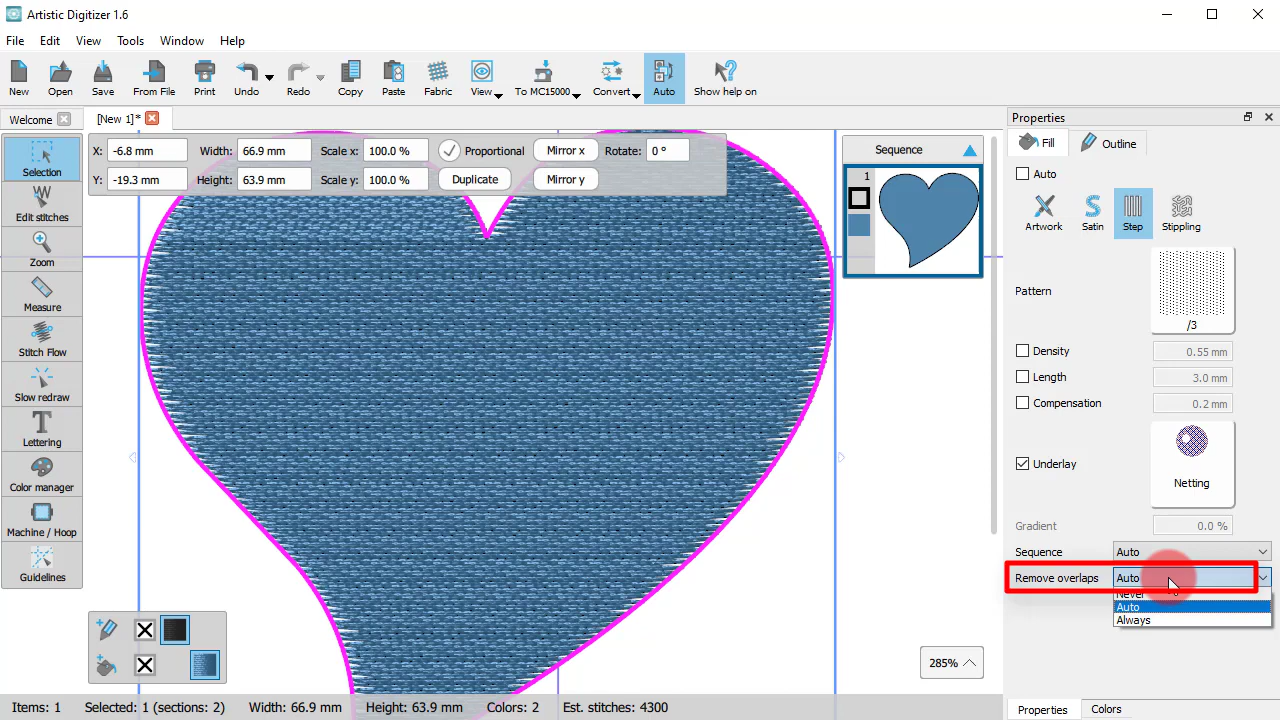 Artistic Digitizer 1.6
File Edit View Tools Window Help
New Open Save From File Print Undo Redo Copy Paste Fabric View To MC15000 Convert Auto Show help on
Welcome [New 1]*
Properties
X: -6.8 mm Width: 66.9 mm Scale x: 100.0 % Proportional Mirror x Rotate: 0 °
Y: -19.3 mm Height: 63.9 mm Scale y: 100.0 % Duplicate Mirror y
Sequence
1
Selection
Edit stitches
Zoom
Measure
Stitch Flow
Slow redraw
Lettering
Color manager
Machine / Hoop
Guidelines
Fill Outline
Auto
Artwork Satin Step Stippling
Pattern
/3
Density 0.55 mm
Length 3.0 mm
Compensation 0.2 mm
Underlay
Netting
Gradient 0.0 %
Sequence Auto
Remove overlaps Auto
Never
Auto
Always
285%
Items: 1 Selected: 1 (sections: 2) Width: 66.9 mm Height: 63.9 mm Colors: 2 Est. stitches: 4300
Properties Colors